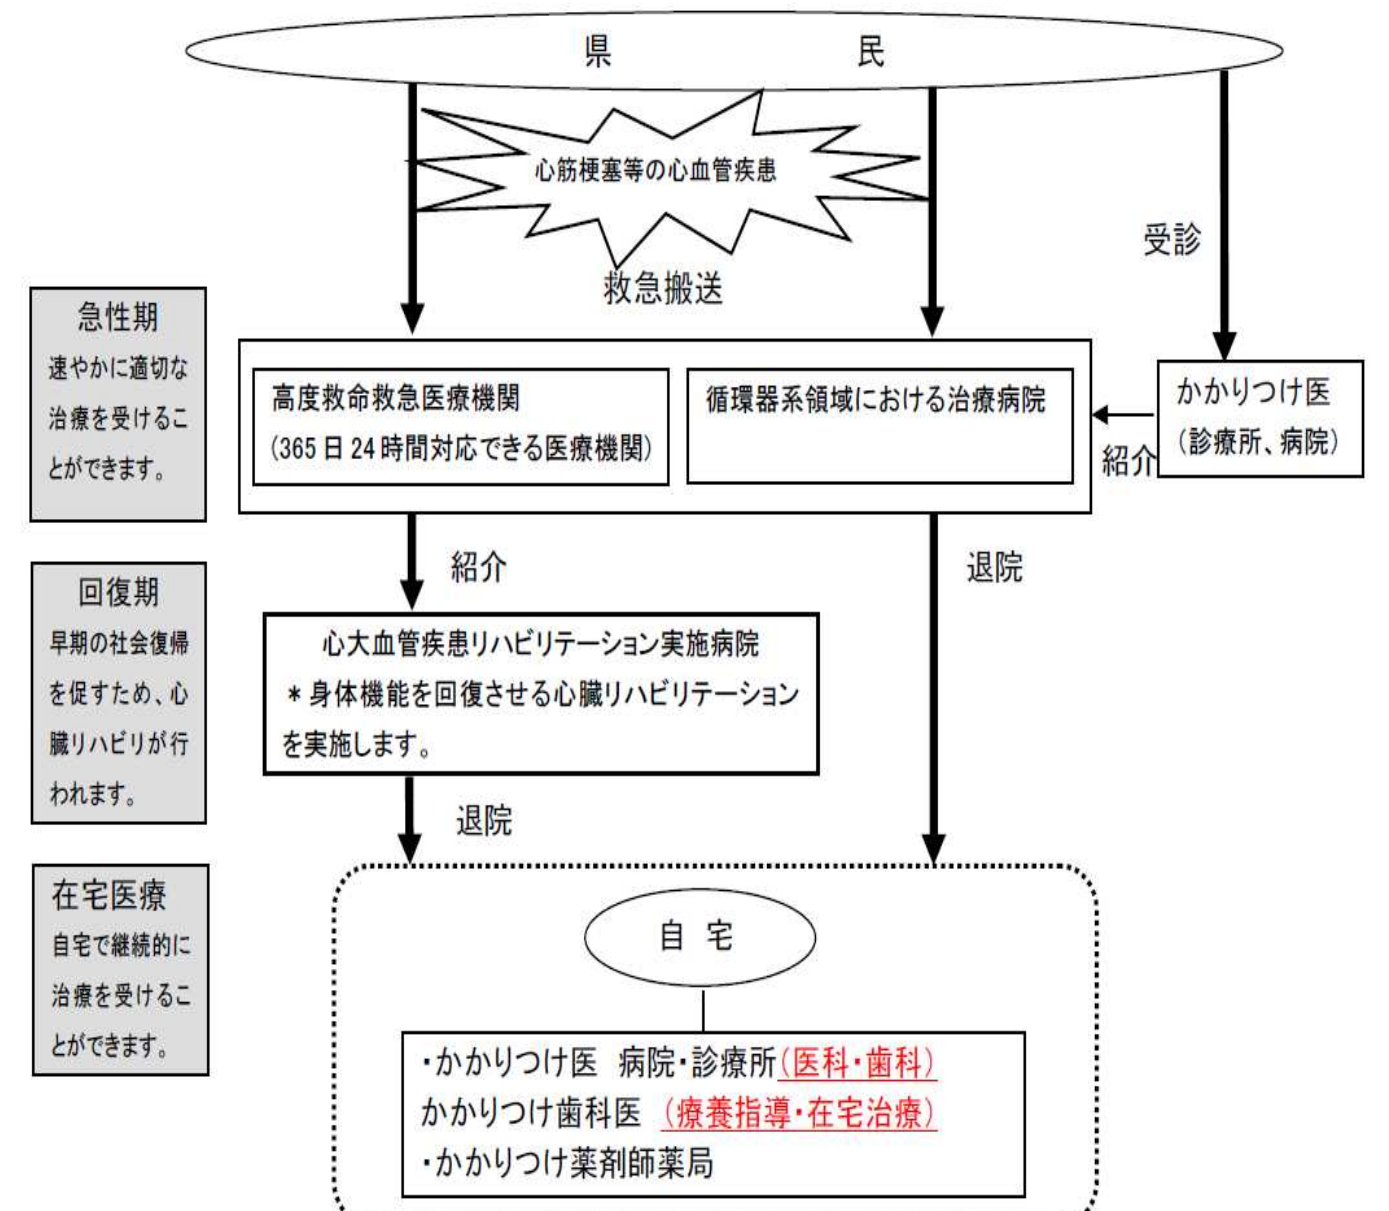 県 民
心筋梗塞等の心血管疾患
受診
救急搬送
急性期
速やかに適切な
治療を受けるこ
とができます。
高度救命救急医療機関
(365日24時間対応できる医療機関)
循環器系領域における治療病院
かかりつけ医
(診療所、病院)
紹介
紹介
退院
回復期
早期の社会復帰
を促すため、心
臓リハビリが行
われます。
心大血管疾患リハビリテーション実施病院
*身体機能を回復させる心臓リハビリテーション
を実施します。
退院
在宅医療
自宅で継続的に
治療を受けるこ
とができます。
自 宅
・かかりつけ医 病院・診療所(医科・歯科)
かかりつけ歯科医 (療養指導・在宅治療)
・かかりつけ薬剤師薬局